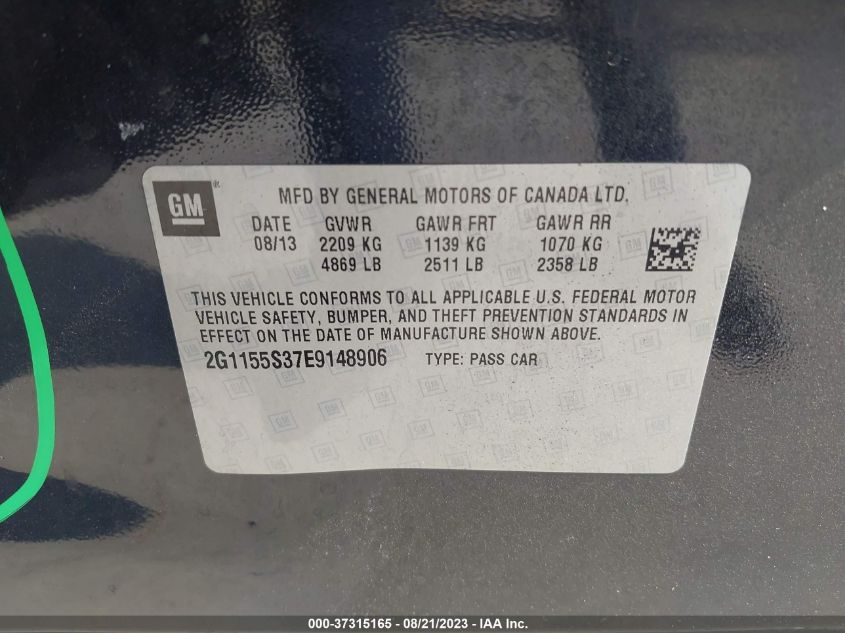 GM ®
MFD BY GENERAL MOTORS OF CANADA LTD.
DATE GVWR GAWR FRT GAWR RR
08/13 2209 KG 1139 KG 1070 KG
4869 LB 2511 LB 2358 LB
THIS VEHICLE CONFORMS TO ALL APPLICABLE U.S. FEDERAL MOTOR
VEHICLE SAFETY, BUMPER, AND THEFT PREVENTION STANDARDS IN
EFFECT ON THE DATE OF MANUFACTURE SHOWN ABOVE.
2G1155S37E9148906 TYPE: PASS CAR
000-37315165 - 08/21/2023 - IAA Inc.